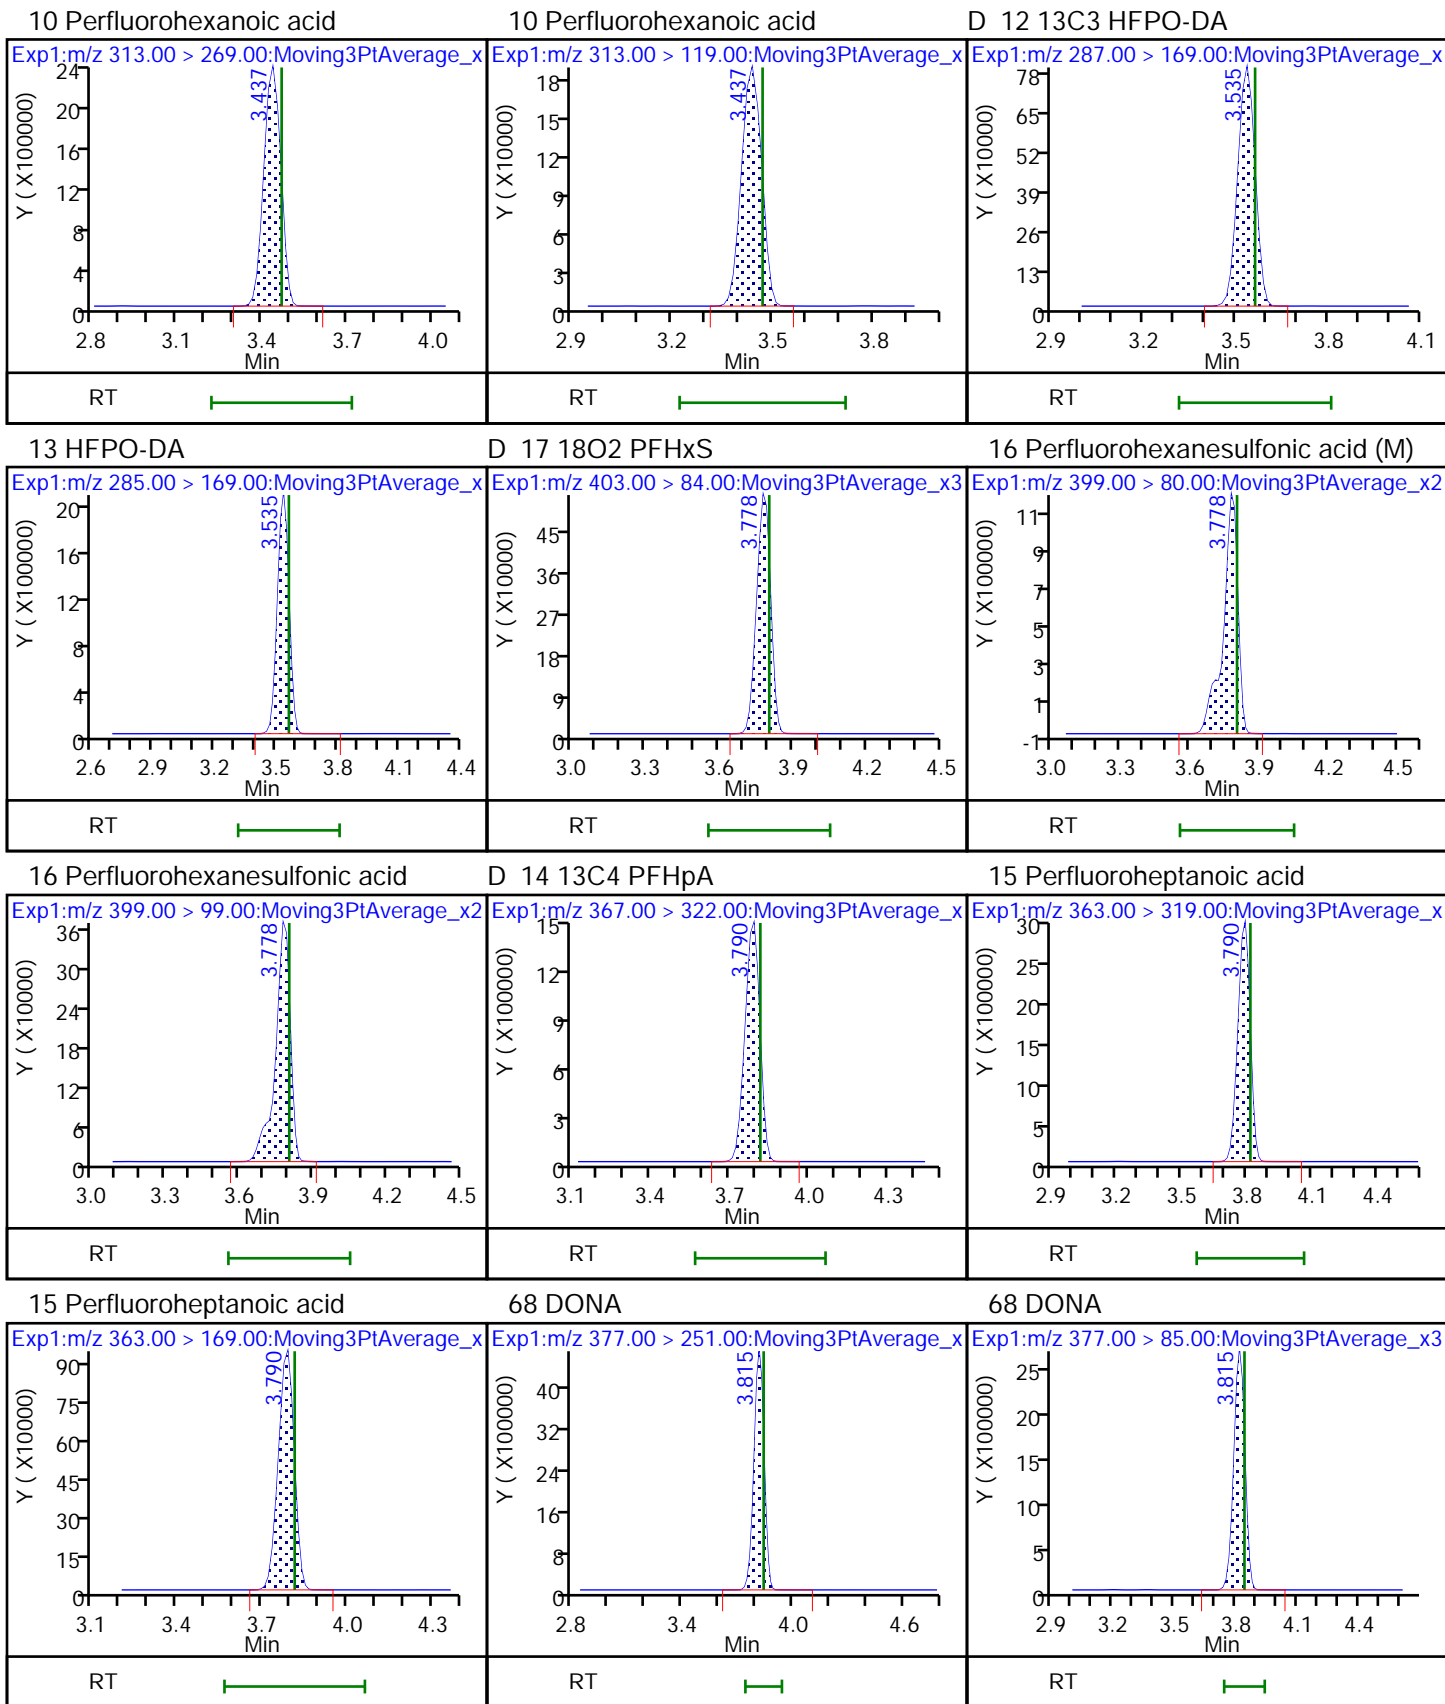 10 Perfluorohexanoic acid
Exp1:m/z 313.00 > 269.00:Moving3PtAverage_x
Y ( X100000)
24
20
16
12
8
4
0
3.437
2.8 3.1 3.4 3.7 4.0
Min
RT
10 Perfluorohexanoic acid
Exp1:m/z 313.00 > 119.00:Moving3PtAverage_x
Y ( X10000)
18
15
12
9
6
3
0
3.437
2.9 3.2 3.5 3.8
Min
RT
D 12 13C3 HFPO-DA
Exp1:m/z 287.00 > 169.00:Moving3PtAverage_x
Y ( X10000)
78
65
52
39
26
13
0
3.535
2.9 3.2 3.5 3.8 4.1
Min
RT
13 HFPO-DA
Exp1:m/z 285.00 > 169.00:Moving3PtAverage_x
Y ( X10000)
20
16
12
8
4
0
3.535
2.6 2.9 3.2 3.5 3.8 4.1 4.4
Min
RT
D 17 18O2 PFHxS
Exp1:m/z 403.00 > 84.00:Moving3PtAverage_x3
Y ( X10000)
45
36
27
18
9
0
3.778
3.0 3.3 3.6 3.9 4.2 4.5
Min
RT
16 Perfluorohexanesulfonic acid (M)
Exp1:m/z 399.00 > 80.00:Moving3PtAverage_x2
Y ( X100000)
11
9
7
5
3
1
-1
3.778
3.0 3.3 3.6 3.9 4.2 4.5
Min
RT
16 Perfluorohexanesulfonic acid
Exp1:m/z 399.00 > 99.00:Moving3PtAverage_x2
Y ( X10000)
36
30
24
18
12
6
0
3.778
3.0 3.3 3.6 3.9 4.2 4.5
Min
RT
D 14 13C4 PFHpA
Exp1:m/z 367.00 > 322.00:Moving3PtAverage_x
Y ( X100000)
15
12
9
6
3
0
3.790
3.1 3.4 3.7 4.0 4.3
Min
RT
15 Perfluoroheptanoic acid
Exp1:m/z 363.00 > 319.00:Moving3PtAverage_x
Y ( X100000)
30
25
20
15
10
5
0
3.790
2.9 3.2 3.5 3.8 4.1 4.4
Min
RT
15 Perfluoroheptanoic acid
Exp1:m/z 363.00 > 169.00:Moving3PtAverage_x
Y ( X10000)
90
75
60
45
30
15
0
3.790
3.1 3.4 3.7 4.0 4.3
Min
RT
68 DONA
Exp1:m/z 377.00 > 251.00:Moving3PtAverage_x
Y ( X100000)
40
32
24
16
8
0
3.815
2.8 3.4 4.0 4.6
Min
RT
68 DONA
Exp1:m/z 377.00 > 85.00:Moving3PtAverage_x3
Y ( X100000)
25
20
15
10
5
0
3.815
2.9 3.2 3.5 3.8 4.1 4.4
Min
RT